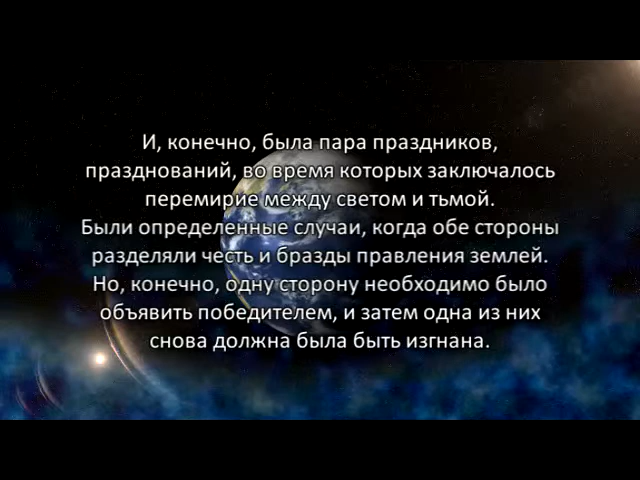 И, конечно, была пара праздников,
празднований, во время которых заключалось
перемирие между светом и тьмой.
Были определенные случаи, когда обе стороны
разделяли честь и бразды правления землей.
Но, конечно, одну сторону необходимо было
объявить победителем, и затем одна из них
снова должна была быть изгнана.